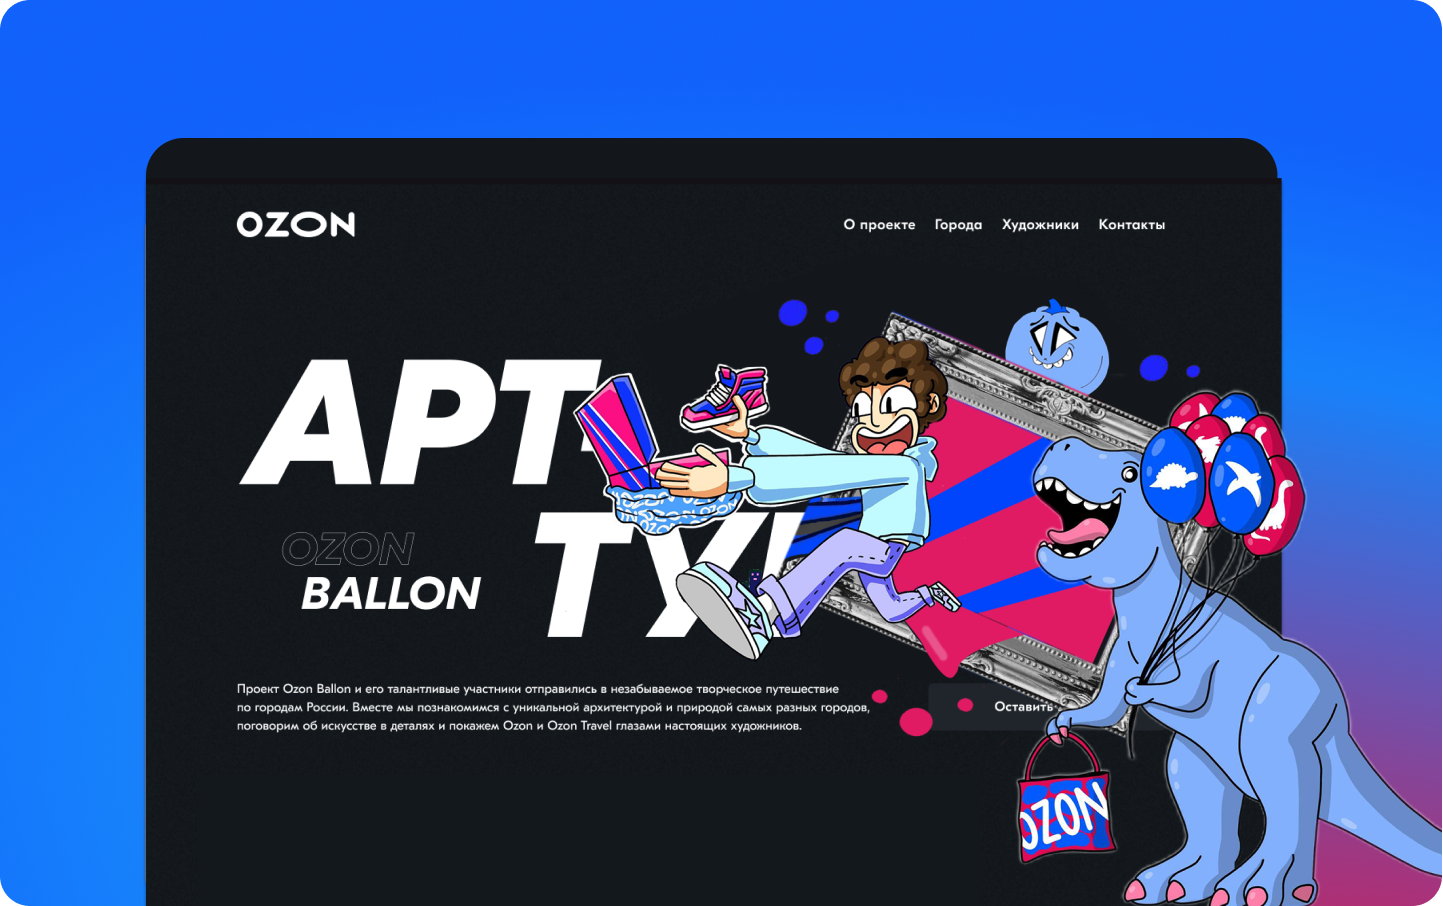 OZON
О проекте Города Художники Контакты
АРТ-
OZON
BALLON
ТУ
Проект Ozon Ballon и его талантливые участники отправились в незабываемое творческое путешествие
по городам России. Вместе мы познакомимся с уникальной архитектурой и природой самых разных городов,
поговорим об искусстве в деталях и покажем Ozon и Ozon Travel глазами настоящих художников.
Оставить
OZON
OZON
OZON